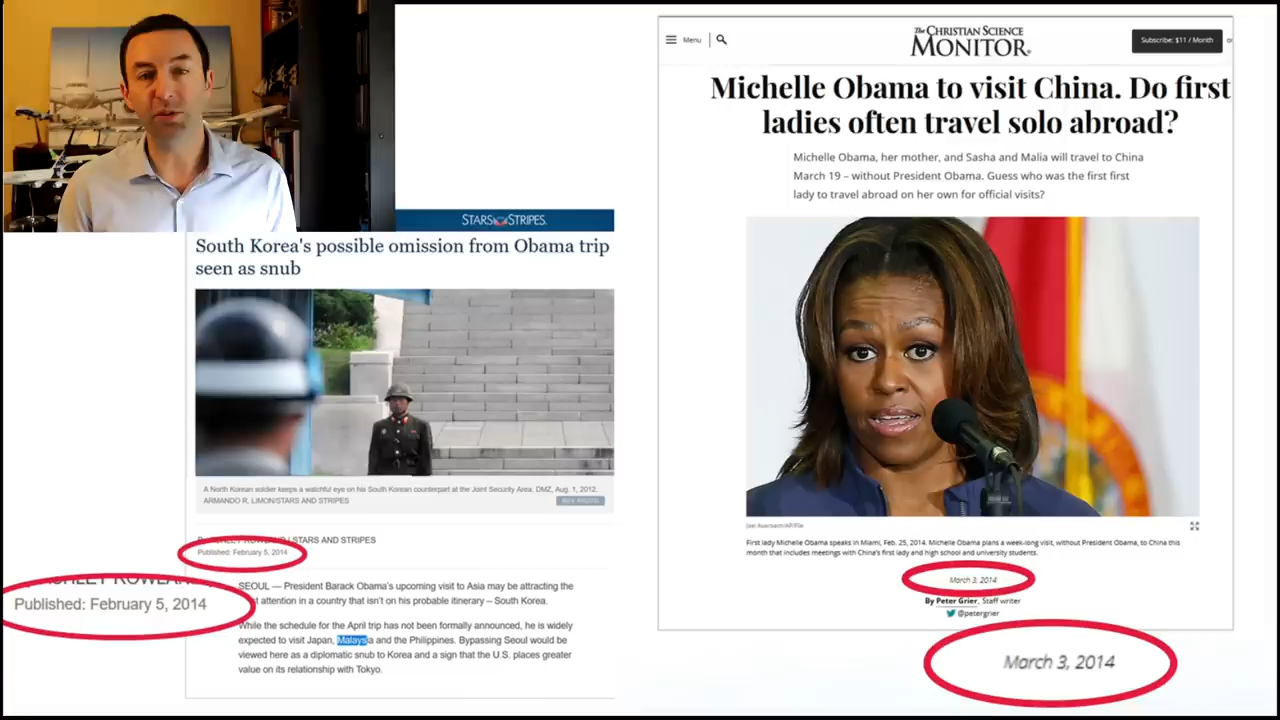 STARS AND STRIPES.
South Korea's possible omission from Obama trip
seen as snub
A North Korean soldier keeps a watchful eye on his South Korean counterpart at the Joint Security Area, DMZ, Aug. 1, 2012.
ARMANDO R. LIMON/STARS AND STRIPES
STARS AND STRIPES
Published: February 5, 2014
Published: February 5, 2014
SEOUL — President Barack Obama's upcoming visit to Asia may be attracting the
attention in a country that isn't on his probable itinerary – South Korea.
While the schedule for the April trip has not been formally announced, he is widely
expected to visit Japan, Malaysia and the Philippines. Bypassing Seoul would be
viewed here as a diplomatic snub to Korea and a sign that the U.S. places greater
value on its relationship with Tokyo.
Menu
The CHRISTIAN SCIENCE
MONITOR
Subscribe: $11 / Month
Michelle Obama to visit China. Do first
ladies often travel solo abroad?
Michelle Obama, her mother, and Sasha and Malia will travel to China
March 19 – without President Obama. Guess who was the first first
lady to travel abroad on her own for official visits?
First lady Michelle Obama speaks in Miami, Feb. 25, 2014. Michelle Obama plans a week-long visit, without President Obama, to China this
month that includes meetings with China's first lady and high school and university students.
March 3, 2014
By Peter Grier, Staff writer
@petergrier
March 3, 2014